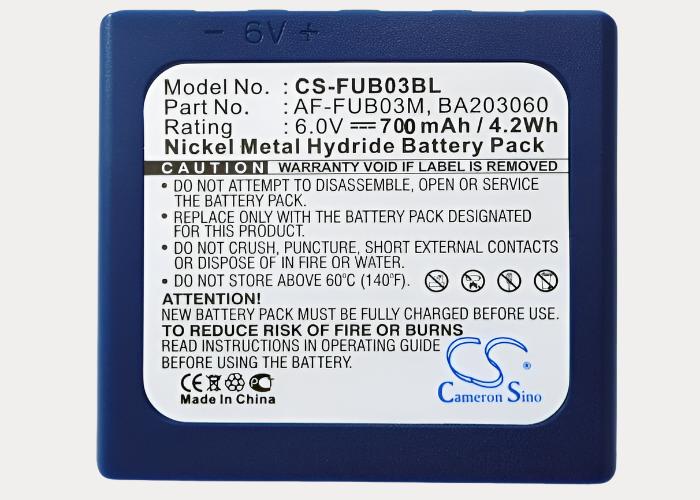 - 6V +
Model No. : CS-FUB03BL
Part No. : AF-FUB03M, BA203060
Rating : 6.0V ⎓ 700 mAh / 4.2Wh
Nickel Metal Hydride Battery Pack
CAUTION WARRANTY VOID IF LABEL IS REMOVED
• DO NOT ATTEMPT TO DISASSEMBLE, OPEN OR SERVICE
THE BATTERY PACK.
• REPLACE ONLY WITH THE BATTERY PACK DESIGNATED
FOR THIS PRODUCT.
• DO NOT CRUSH, PUNCTURE, SHORT EXTERNAL CONTACTS
OR DISPOSE OF IN FIRE OR WATER.
• DO NOT STORE ABOVE 60°C (140°F).
ATTENTION!
NEW BATTERY PACK MUST BE FULLY CHARGED BEFORE USE.
TO REDUCE RISK OF FIRE OR BURNS
READ INSTRUCTIONS IN OPERATING GUIDE
BEFORE USING THE BATTERY.
CE
Made In China
CS ®
Cameron Sino